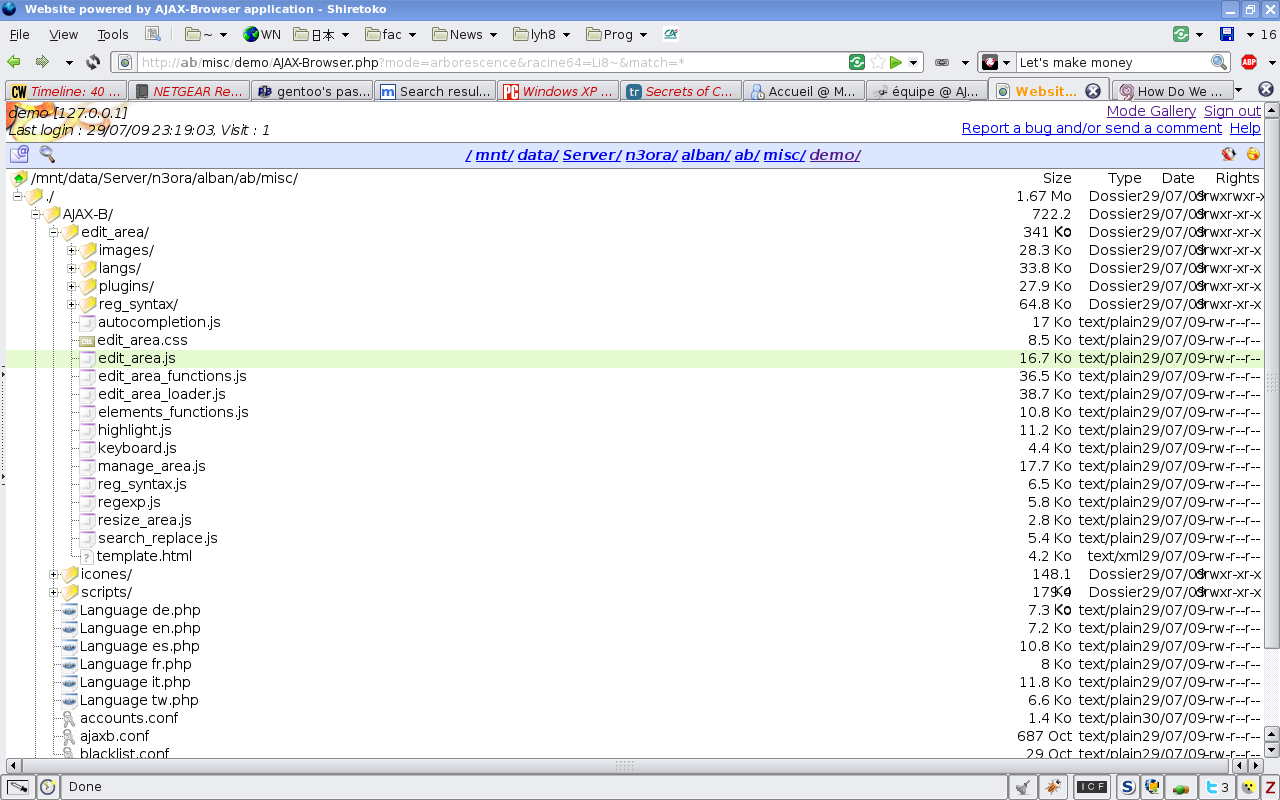 Website powered by AJAX-Browser application - Shiretoko
File View Tools ~ WN 日本 fac News lyh8 Prog 16
http://ab/misc/demo/AJAX-Browser.php?mode=arborescence&racine64=Li8~&match=* Let's make money ABP
Timeline: 40 ... NETGEAR Re... gentoo's pas... Search resul... Windows XP ... Secrets of C... Accueil @ M... équipe @ AJ... Websit... How Do We ...
demo [127.0.0.1] Mode Gallery Sign out
Last login : 29/07/09 23:19:03, Visit : 1 Report a bug and/or send a comment Help
/ mnt/ data/ Server/ n3ora/ alban/ ab/ misc/ demo/
/mnt/data/Server/n3ora/alban/ab/misc/ Size Type Date Rights
./ 1.67 Mo Dossier 29/07/09 drwxrwxr-x
AJAX-B/ 722.2 Ko Dossier 29/07/09 drwxr-xr-x
edit_area/ 341 Ko Dossier 29/07/09 drwxr-xr-x
images/ 28.3 Ko Dossier 29/07/09 drwxr-xr-x
langs/ 33.8 Ko Dossier 29/07/09 drwxr-xr-x
plugins/ 27.9 Ko Dossier 29/07/09 drwxr-xr-x
reg_syntax/ 64.8 Ko Dossier 29/07/09 drwxr-xr-x
autocompletion.js 17 Ko text/plain 29/07/09 -rw-r--r--
edit_area.css 8.5 Ko text/plain 29/07/09 -rw-r--r--
edit_area.js 16.7 Ko text/plain 29/07/09 -rw-r--r--
edit_area_functions.js 36.5 Ko text/plain 29/07/09 -rw-r--r--
edit_area_loader.js 38.7 Ko text/plain 29/07/09 -rw-r--r--
elements_functions.js 10.8 Ko text/plain 29/07/09 -rw-r--r--
highlight.js 11.2 Ko text/plain 29/07/09 -rw-r--r--
keyboard.js 4.4 Ko text/plain 29/07/09 -rw-r--r--
manage_area.js 17.7 Ko text/plain 29/07/09 -rw-r--r--
reg_syntax.js 6.5 Ko text/plain 29/07/09 -rw-r--r--
regexp.js 5.8 Ko text/plain 29/07/09 -rw-r--r--
resize_area.js 2.8 Ko text/plain 29/07/09 -rw-r--r--
search_replace.js 5.4 Ko text/plain 29/07/09 -rw-r--r--
template.html 4.2 Ko text/xml 29/07/09 -rw-r--r--
icones/ 148.1 Ko Dossier 29/07/09 drwxr-xr-x
scripts/ 179.4 Ko Dossier 29/07/09 drwxr-xr-x
Language de.php 7.3 Ko text/plain 29/07/09 -rw-r--r--
Language en.php 7.2 Ko text/plain 29/07/09 -rw-r--r--
Language es.php 10.8 Ko text/plain 29/07/09 -rw-r--r--
Language fr.php 8 Ko text/plain 29/07/09 -rw-r--r--
Language it.php 11.8 Ko text/plain 29/07/09 -rw-r--r--
Language tw.php 6.6 Ko text/plain 29/07/09 -rw-r--r--
accounts.conf 1.4 Ko text/plain 30/07/09 -rw-r--r--
ajaxb.conf 687 Oct text/plain 29/07/09 -rw-r--r--
blacklist.conf 29 Oct text/plain 29/07/09 -rw-r--r--
Done ICF S 3 Z